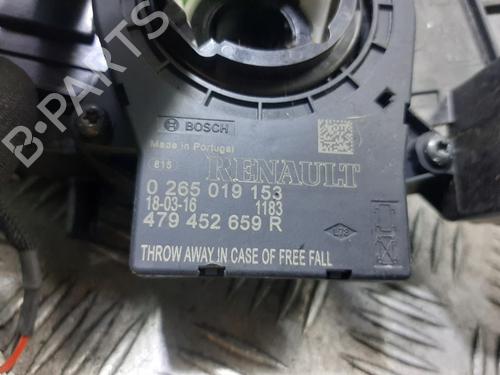 BOSCH
Made in Portugal
815 RENAULT
0 265 019 153
18-03-16 1183
479 452 659 R
THROW AWAY IN CASE OF FREE FALL
B-PARTS